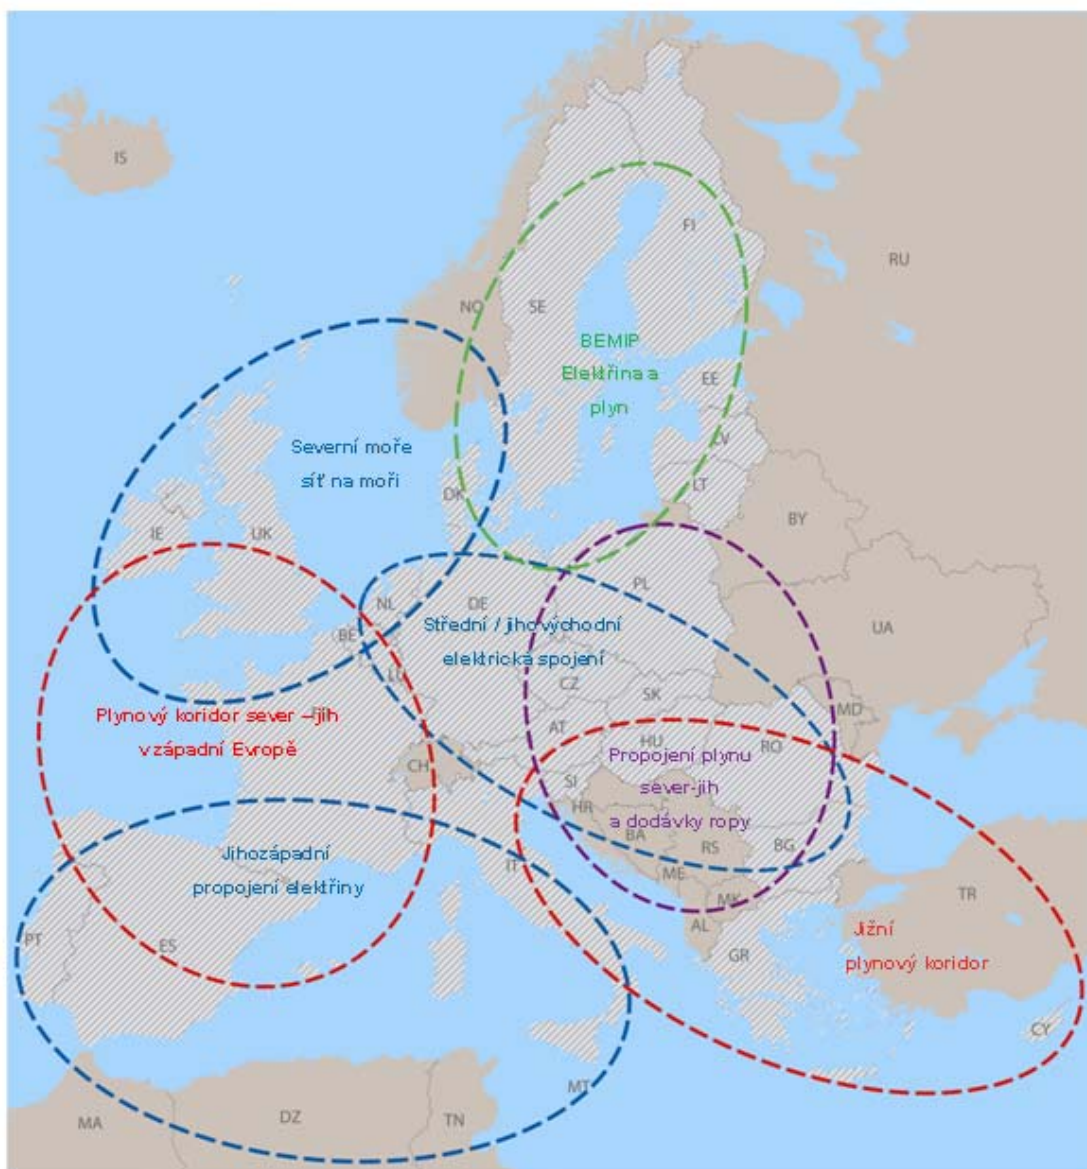 IS
RU
FI
NO
SE
BEMIP
Elektřina a
plyn
EE
LV
LT
Severní moře
síť na moři
DK
BY
IE
UK
PL
NL
DE
UA
BE
Střední / jihovýchodní
elektrická spojení
LU
CZ
SK
MD
Plynový koridor sever –jih
v západní Evropě
AT
HU
RO
CH
Propojení plynu
sever-jih
a dodávky ropy
SI
HR
BA
RS
BG
Jihozápadní
propojení elektřiny
IT
ME
MK
TR
PT
ES
AL
GR
Jižní
plynový koridor
CY
MT
MA
DZ
TN